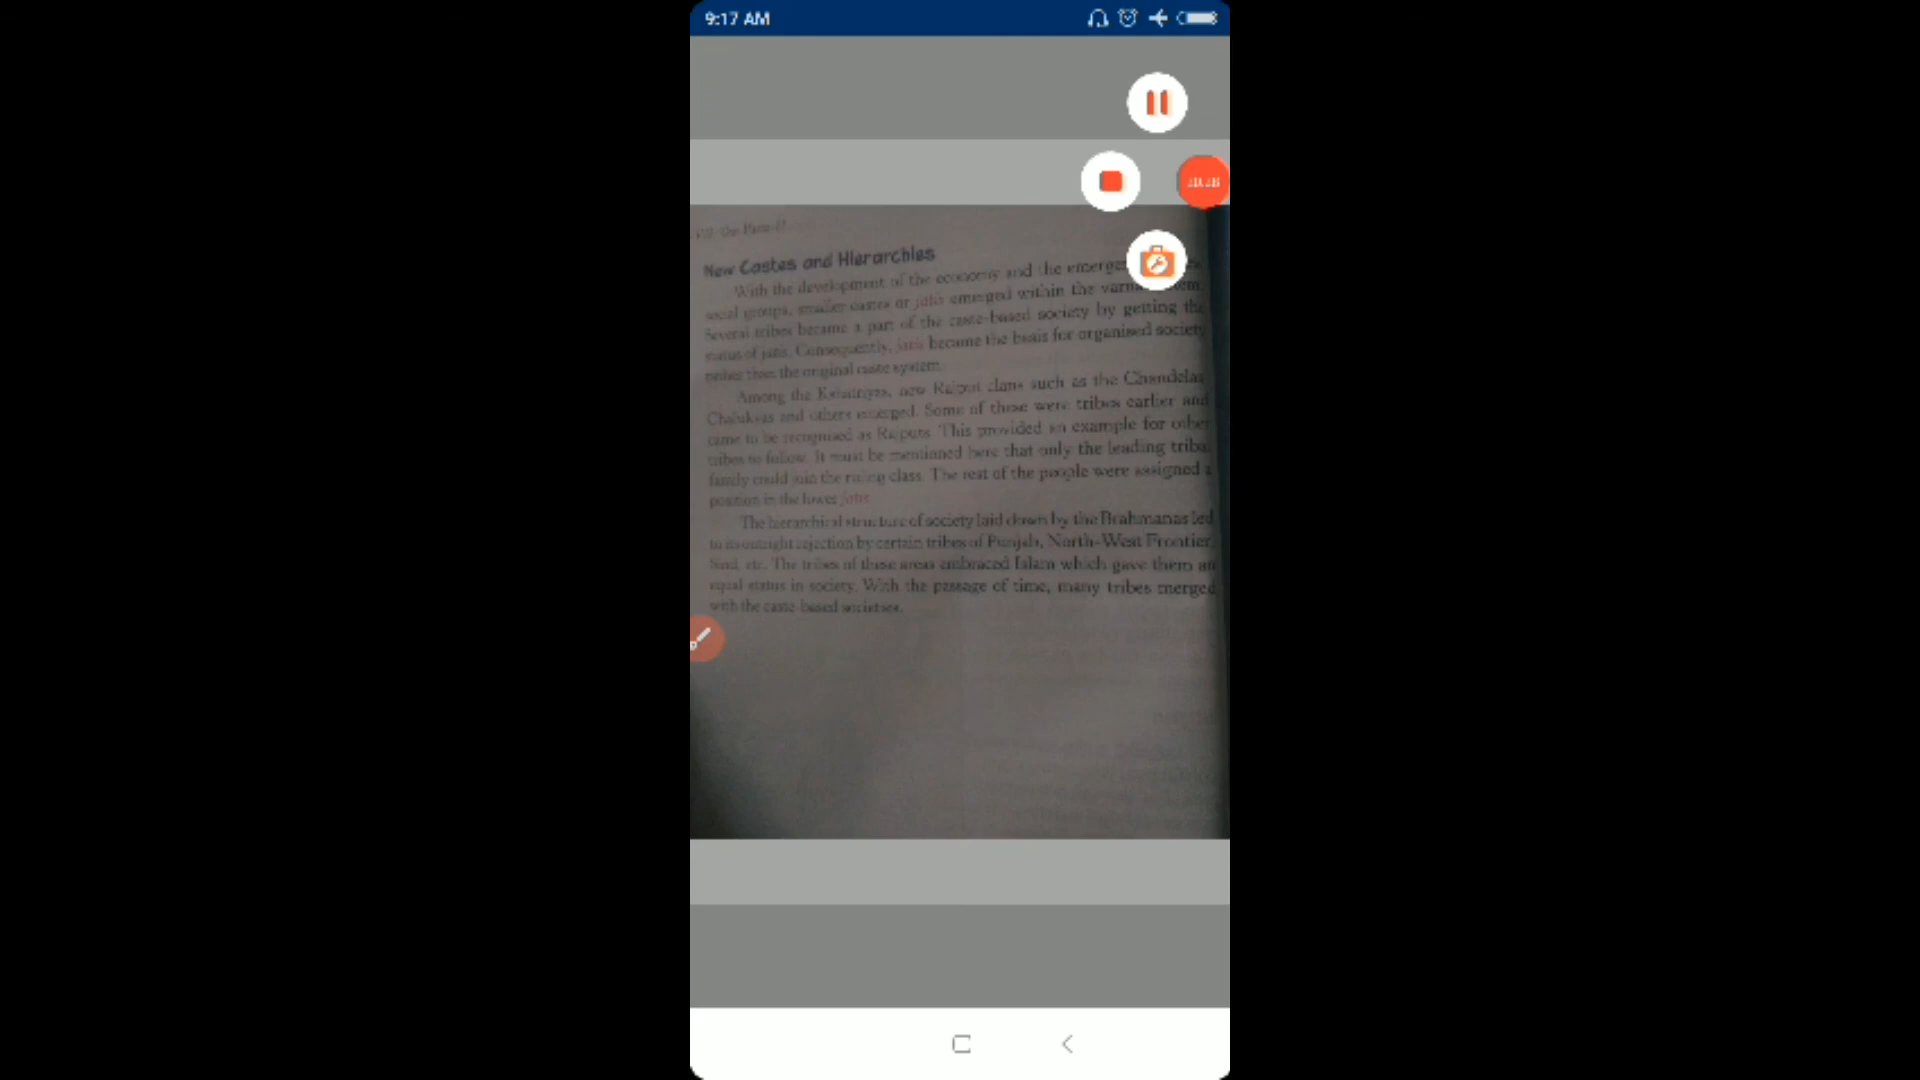 9:17 AM
New Castes and Hierarchies
With the development of the economy and the
social groups, smaller castes or jatis emerged within the
Several tribes became a part of the caste-based society by getting the
status of jatis. Consequently, jatis became the basis for organised society
rather than the original caste system.
Among the Kshatriyas, new Rajput clans such as the Chandelas
Chalukyas and others emerged. Some of these were tribes earlier and
came to be recognised as Rajputs. This provided an example for other
tribes to follow. It must be mentioned here that only the leading tribal
family could join the ruling class. The rest of the people were assigned a
position in the lower jatis.
The hierarchical structure of society laid down by the Brahmanas led
to its outright rejection by certain tribes of Punjab, North-West Frontier,
Sind, etc. The tribes of these areas embraced Islam which gave them an
equal status in society. With the passage of time, many tribes merged
with the caste-based societies.